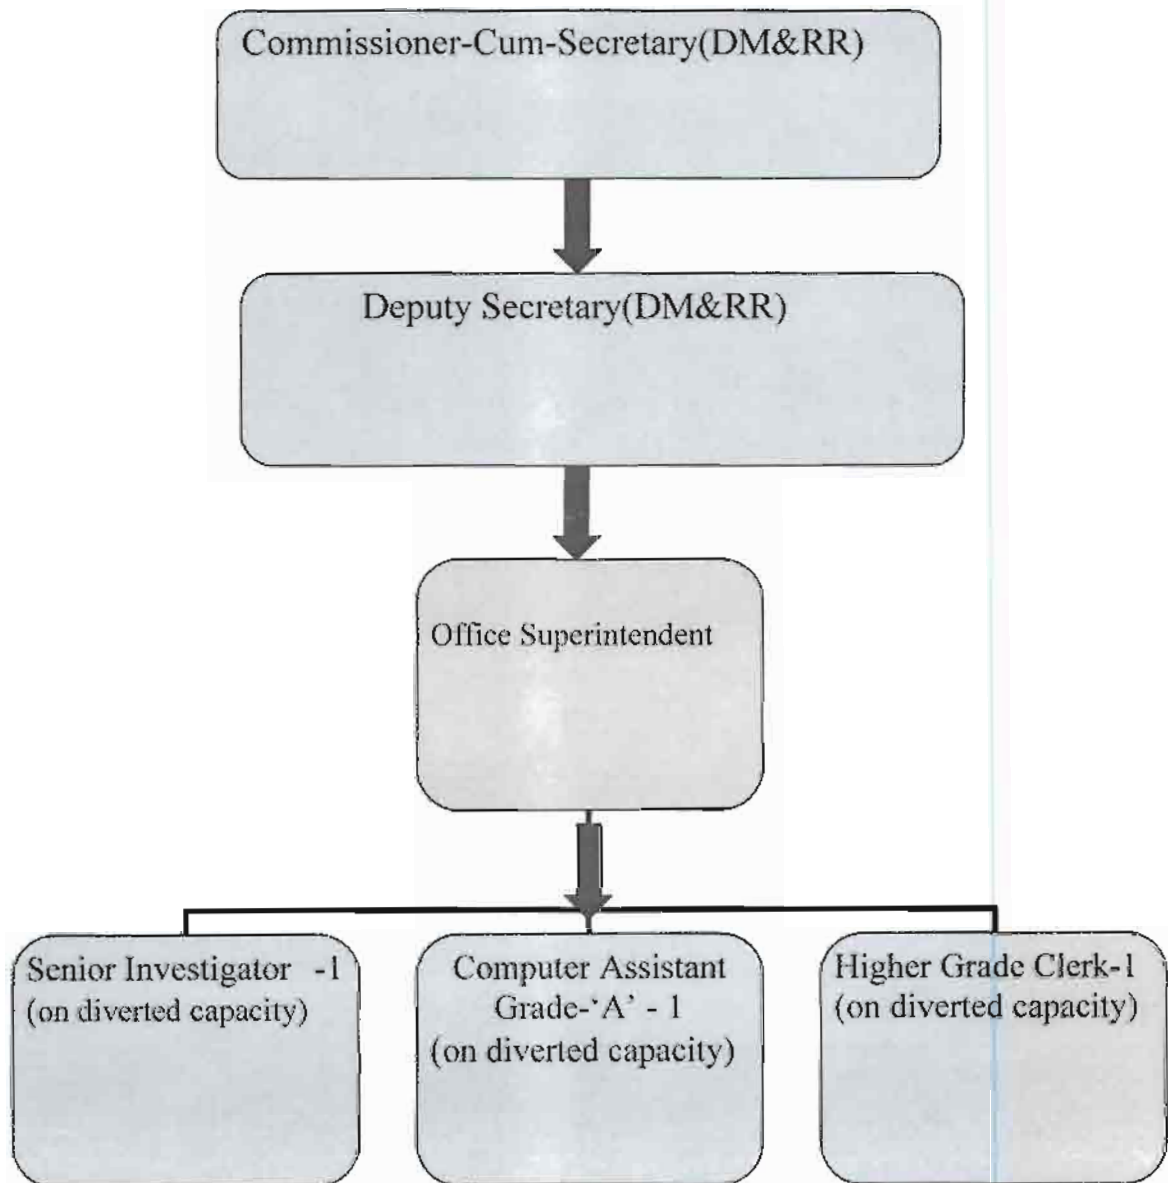 Commissioner-Cum-Secretary(DM&RR)
Deputy Secretary(DM&RR)
Office Superintendent
Senior Investigator -1
(on diverted capacity)
Computer Assistant
Grade-‘A’ - 1
(on diverted capacity)
Higher Grade Clerk-1
(on diverted capacity)